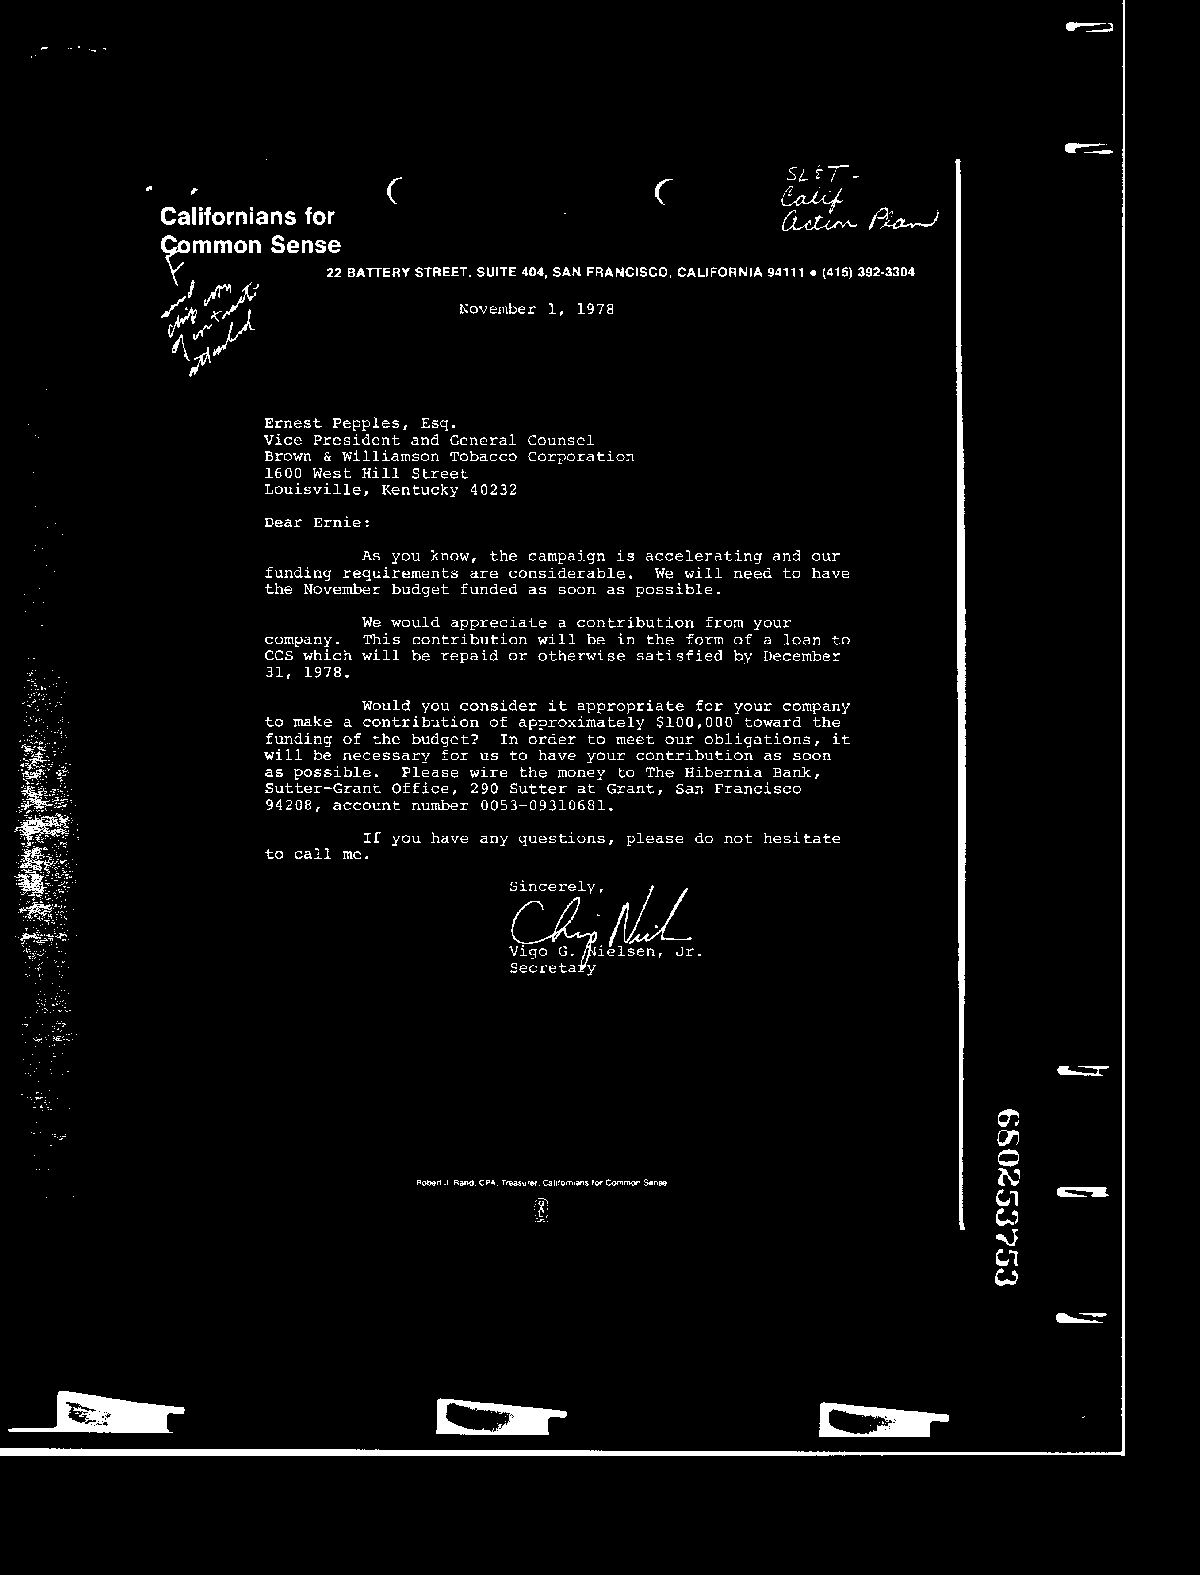 SLET -
Calif
Action Plan
Californians for
Common Sense
22 BATTERY STREET, SUITE 404, SAN FRANCISCO, CALIFORNIA 94111 • (415) 392-3304
November 1, 1978
attached
Ernest Pepples, Esq.
Vice President and General Counsel
Brown & Williamson Tobacco Corporation
1600 West Hill Street
Louisville, Kentucky 40232
Dear Ernie:
As you know, the campaign is accelerating and our
funding requirements are considerable. We will need to have
the November budget funded as soon as possible.
We would appreciate a contribution from your
company. This contribution will be in the form of a loan to
CCS which will be repaid or otherwise satisfied by December
31, 1978.
Would you consider it appropriate for your company
to make a contribution of approximately $100,000 toward the
funding of the budget? In order to meet our obligations, it
will be necessary for us to have your contribution as soon
as possible. Please wire the money to The Hibernia Bank,
Sutter-Grant Office, 290 Sutter at Grant, San Francisco
94208, account number 0053-09310681.
If you have any questions, please do not hesitate
to call me.
Sincerely,
Vigo G. Nielsen, Jr.
Secretary
Robert J. Rand, CPA, Treasurer, Californians for Common Sense
680253753